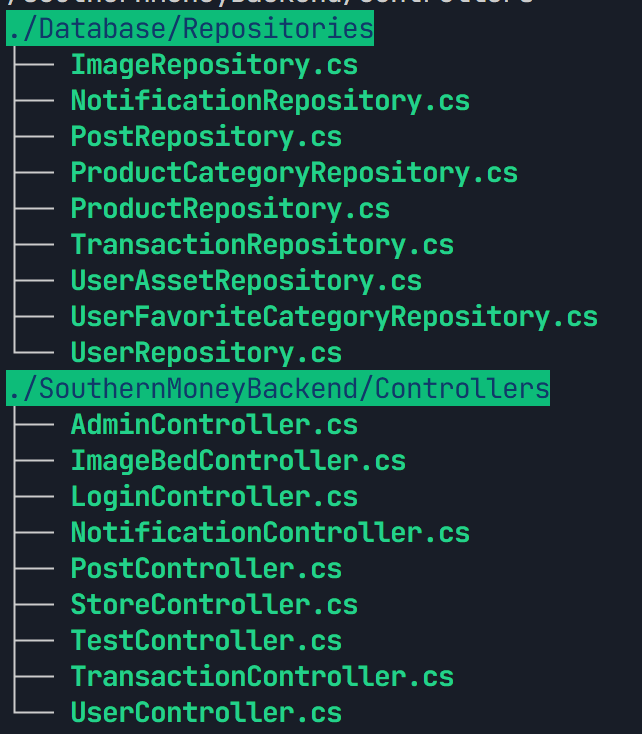 ./Database/Repositories
├── ImageRepository.cs
├── NotificationRepository.cs
├── PostRepository.cs
├── ProductCategoryRepository.cs
├── ProductRepository.cs
├── TransactionRepository.cs
├── UserAssetRepository.cs
├── UserFavoriteCategoryRepository.cs
└── UserRepository.cs
./SouthernMoneyBackend/Controllers
├── AdminController.cs
├── ImageBedController.cs
├── LoginController.cs
├── NotificationController.cs
├── PostController.cs
├── StoreController.cs
├── TestController.cs
├── TransactionController.cs
└── UserController.cs